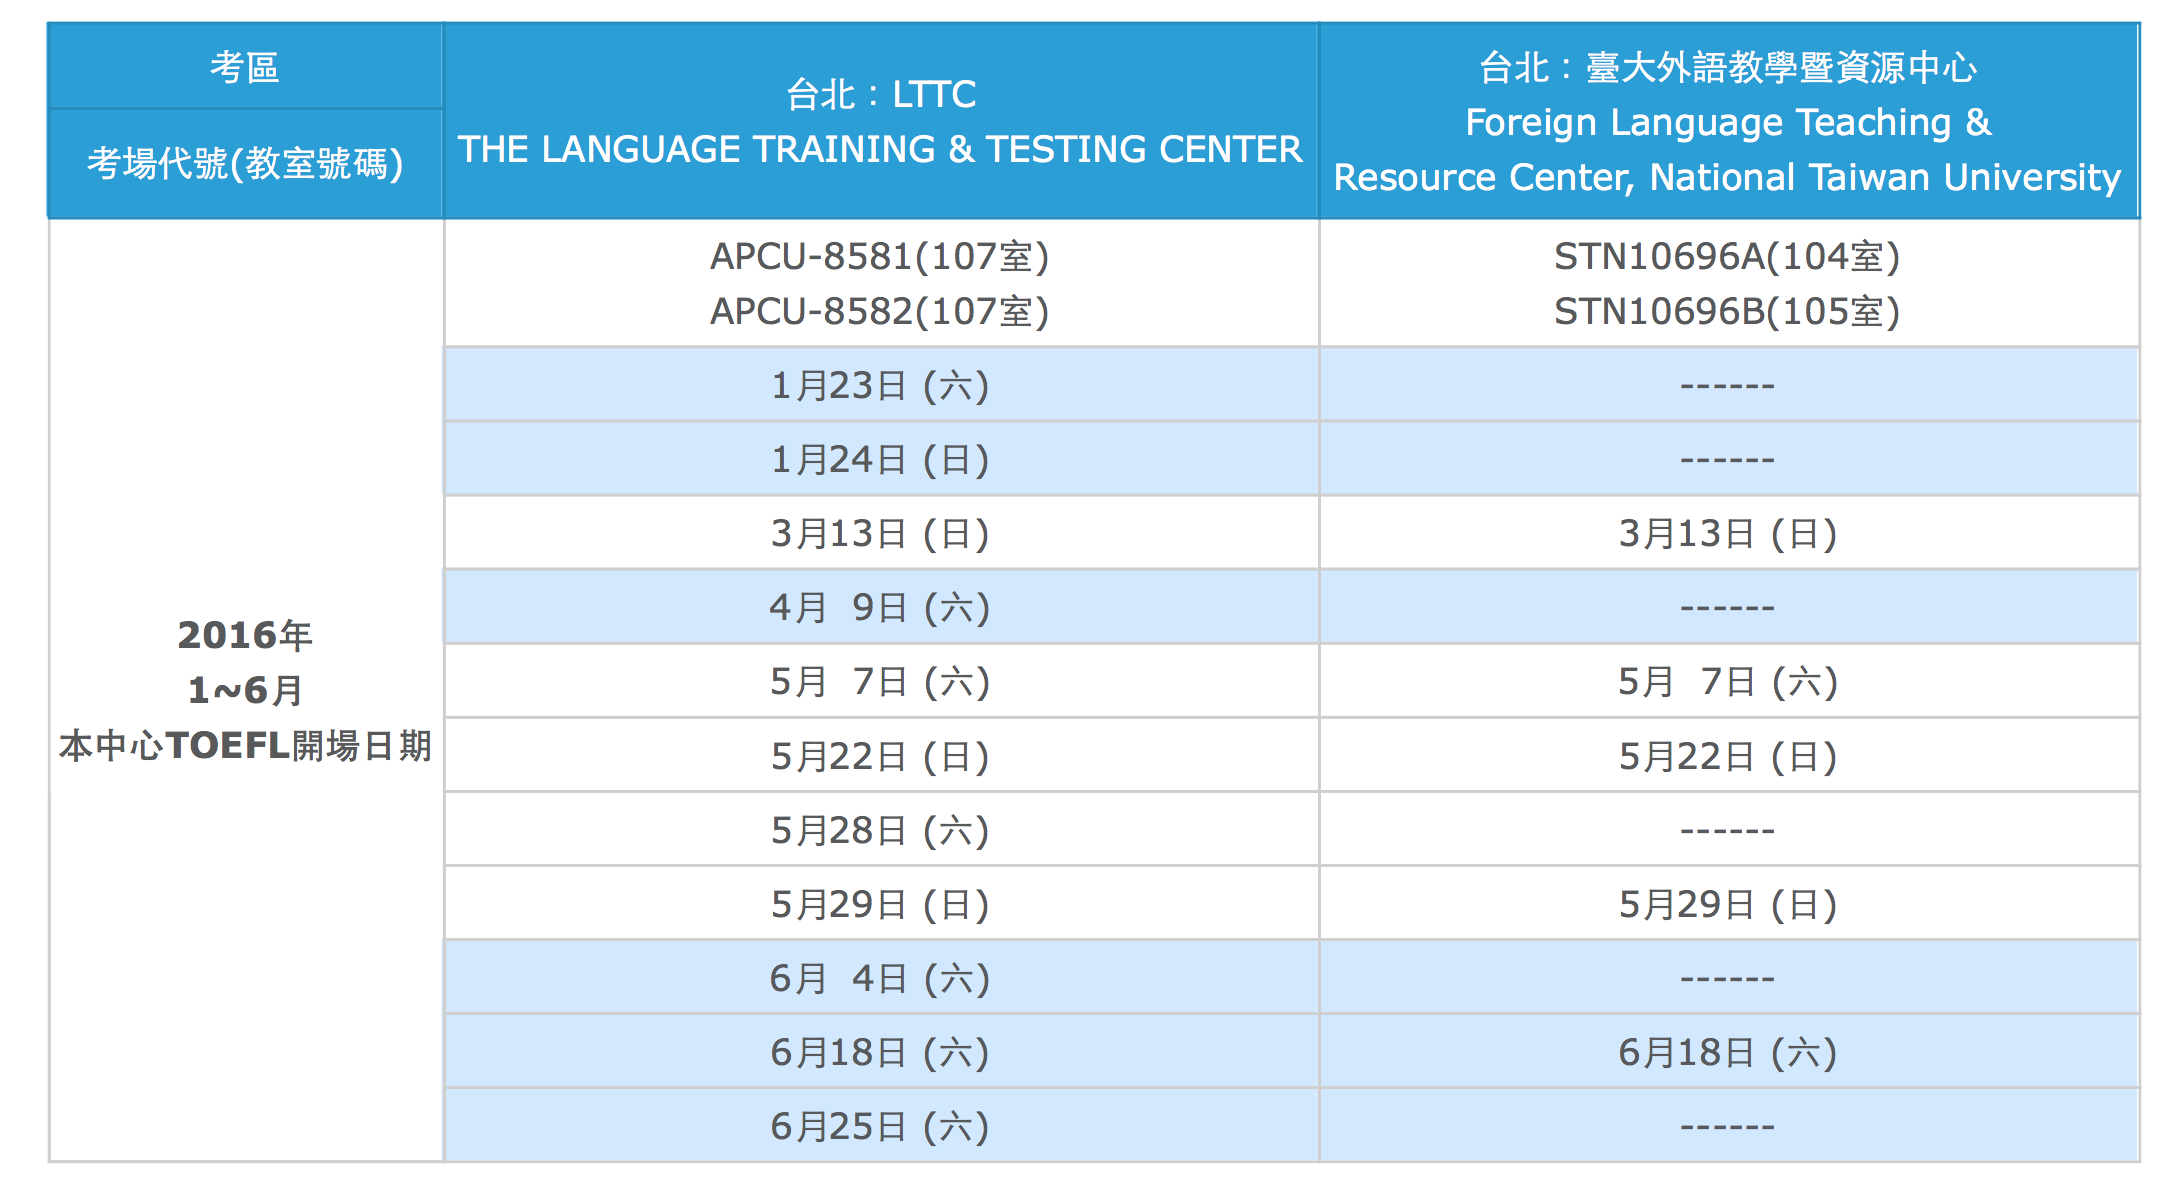 考區
考場代號(教室號碼)
台北：LTTC
THE LANGUAGE TRAINING & TESTING CENTER
台北：臺大外語教學暨資源中心
Foreign Language Teaching &
Resource Center, National Taiwan University
2016年
1~6月
本中心TOEFL開場日期
APCU-8581(107室)
APCU-8582(107室)
STN10696A(104室)
STN10696B(105室)
1月23日 (六)
------
1月24日 (日)
------
3月13日 (日)
3月13日 (日)
4月 9日 (六)
------
5月 7日 (六)
5月 7日 (六)
5月22日 (日)
5月22日 (日)
5月28日 (六)
------
5月29日 (日)
5月29日 (日)
6月 4日 (六)
------
6月18日 (六)
6月18日 (六)
6月25日 (六)
------